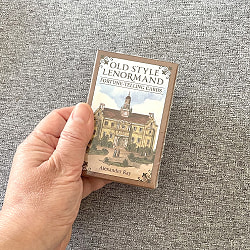 OLD STYLE
LENORMAND
FORTUNE-TELLING CARDS
Alexander Ray